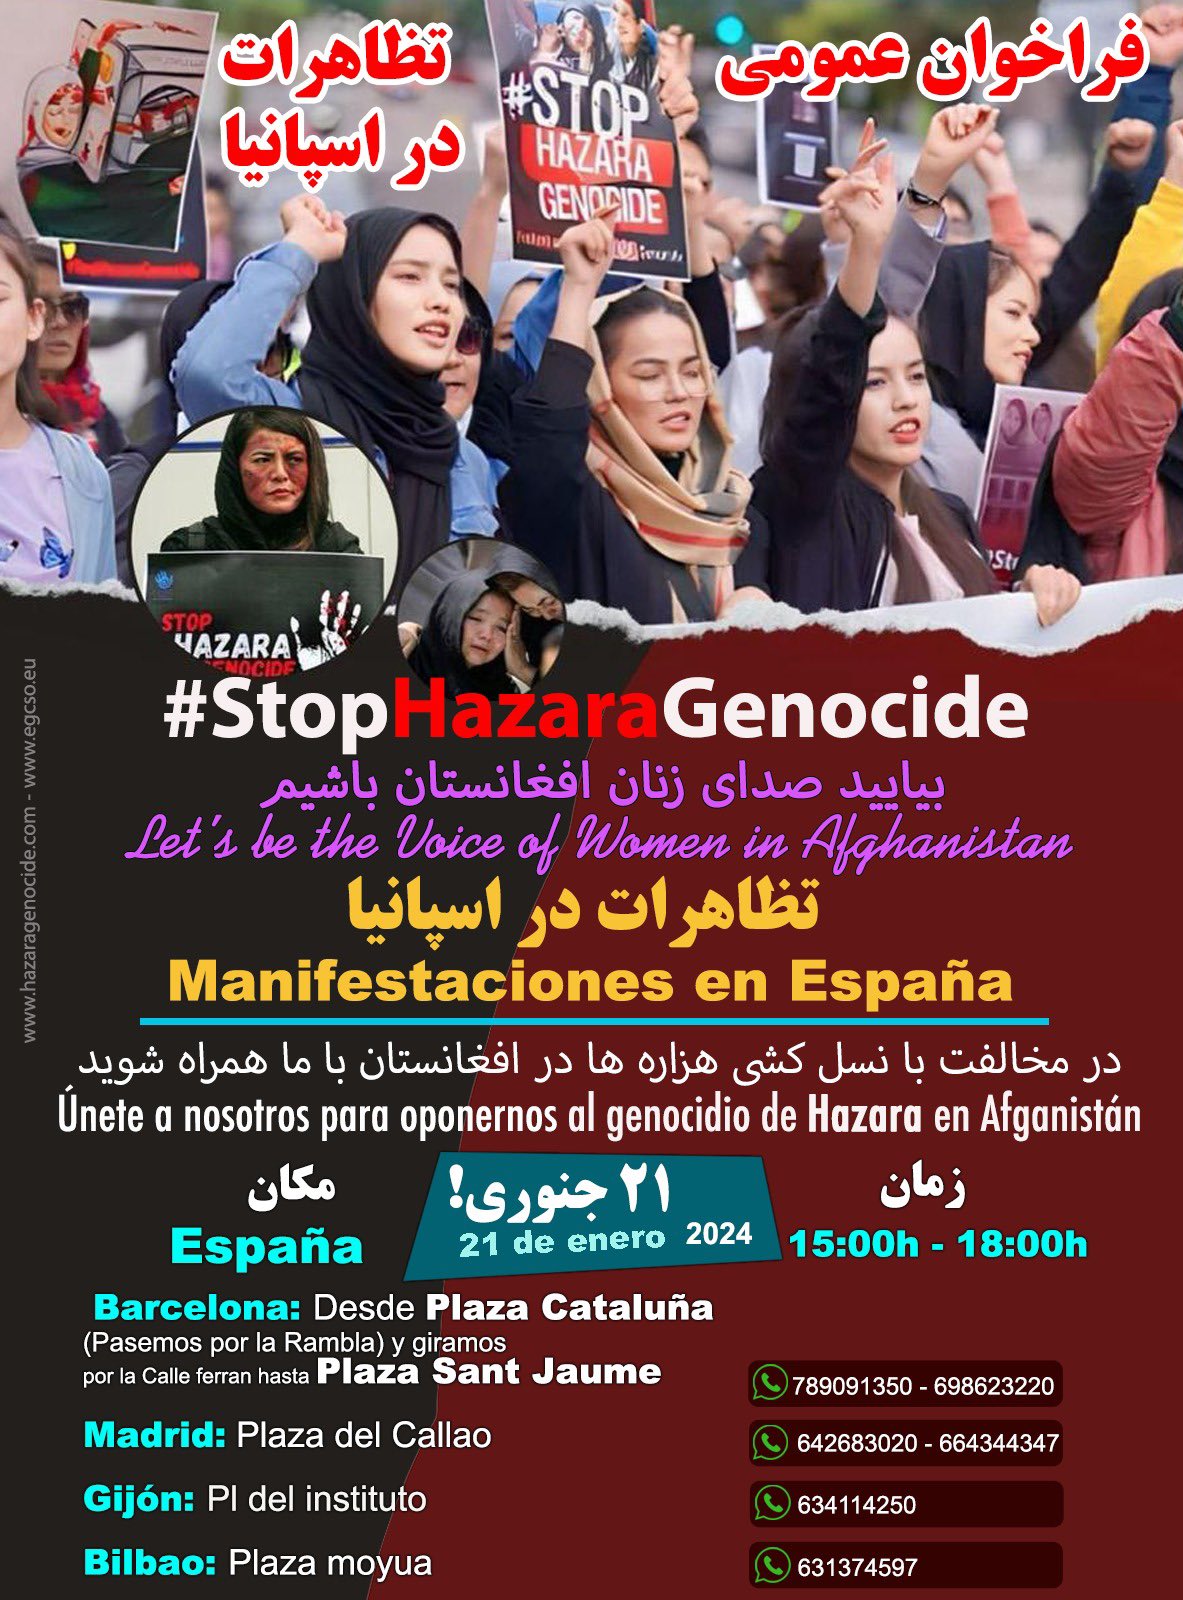 فراخوان عمومی
تظاهرات
در اسپانیا
#STOP
HAZARA
GENOCIDE
STOP
HAZARA
GENOCIDE
#StopHazaraGenocide
بیایید صدای زنان افغانستان باشیم
Let's be the Voice of Women in Afghanistan
تظاهرات در اسپانیا
Manifestaciones en España
در مخالفت با نسل کشی هزاره ها در افغانستان با ما همراه شوید
Únete a nosotros para oponernos al genocidio de Hazara en Afganistán
مکان
España
۲۱ جنوری!
21 de enero 2024
زمان
15:00h - 18:00h
Barcelona: Desde Plaza Cataluña
(Pasemos por la Rambla) y giramos
por la Calle ferran hasta Plaza Sant Jaume
789091350 - 698623220
Madrid: Plaza del Callao
642683020 - 664344347
Gijón: Pl del instituto
634114250
Bilbao: Plaza moyua
631374597
www.hazaragenocide.com - www.egcso.eu